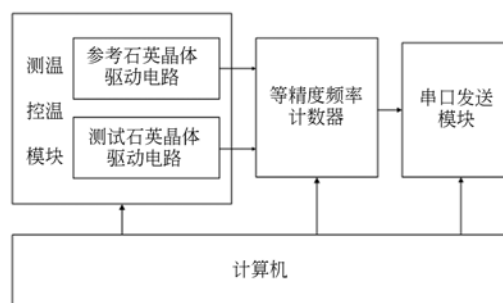 测温
控温
模块
参考石英晶体
驱动电路
测试石英晶体
驱动电路
等精度频率
计数器
串口发送
模块
计算机